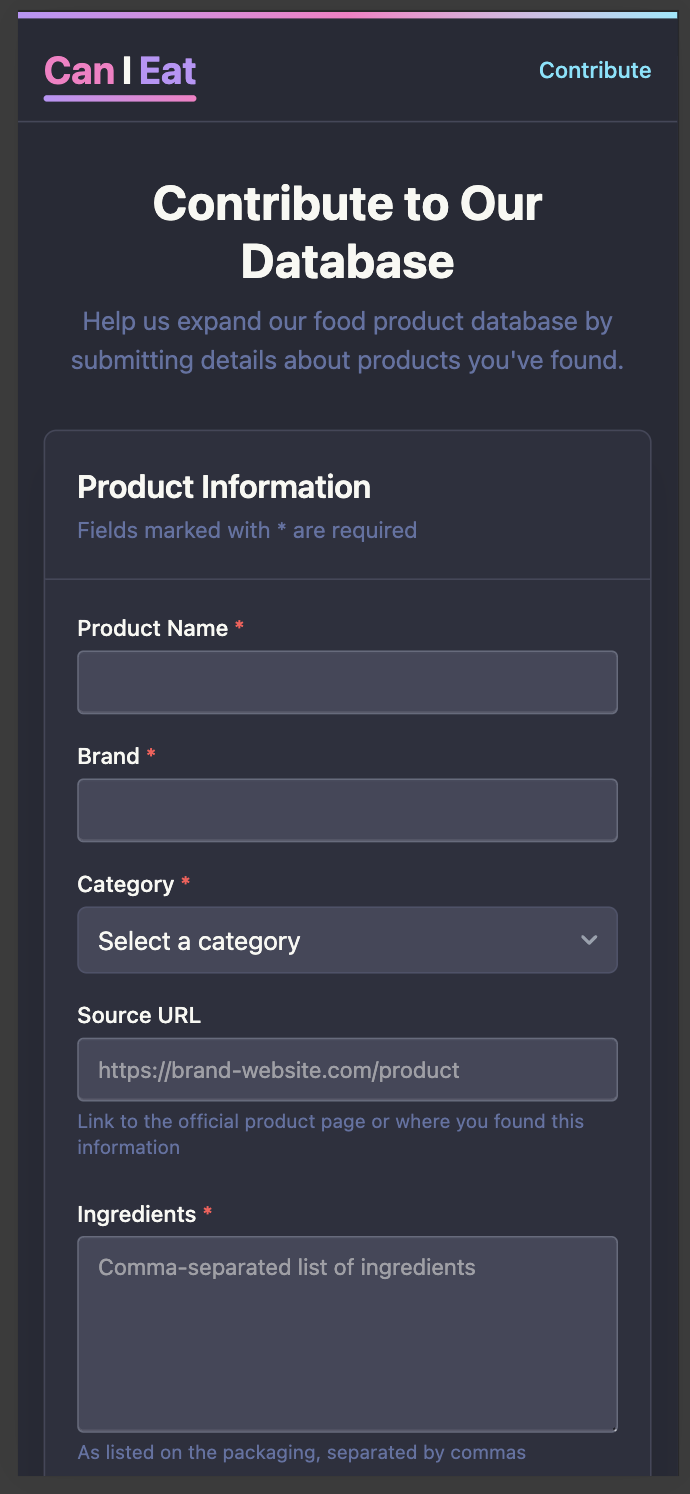 Can I Eat
Contribute
Contribute to Our
Database
Help us expand our food product database by
submitting details about products you've found.
Product Information
Fields marked with * are required
Product Name *
Brand *
Category *
Select a category
Source URL
https://brand-website.com/product
Link to the official product page or where you found this
information
Ingredients *
Comma-separated list of ingredients
As listed on the packaging, separated by commas